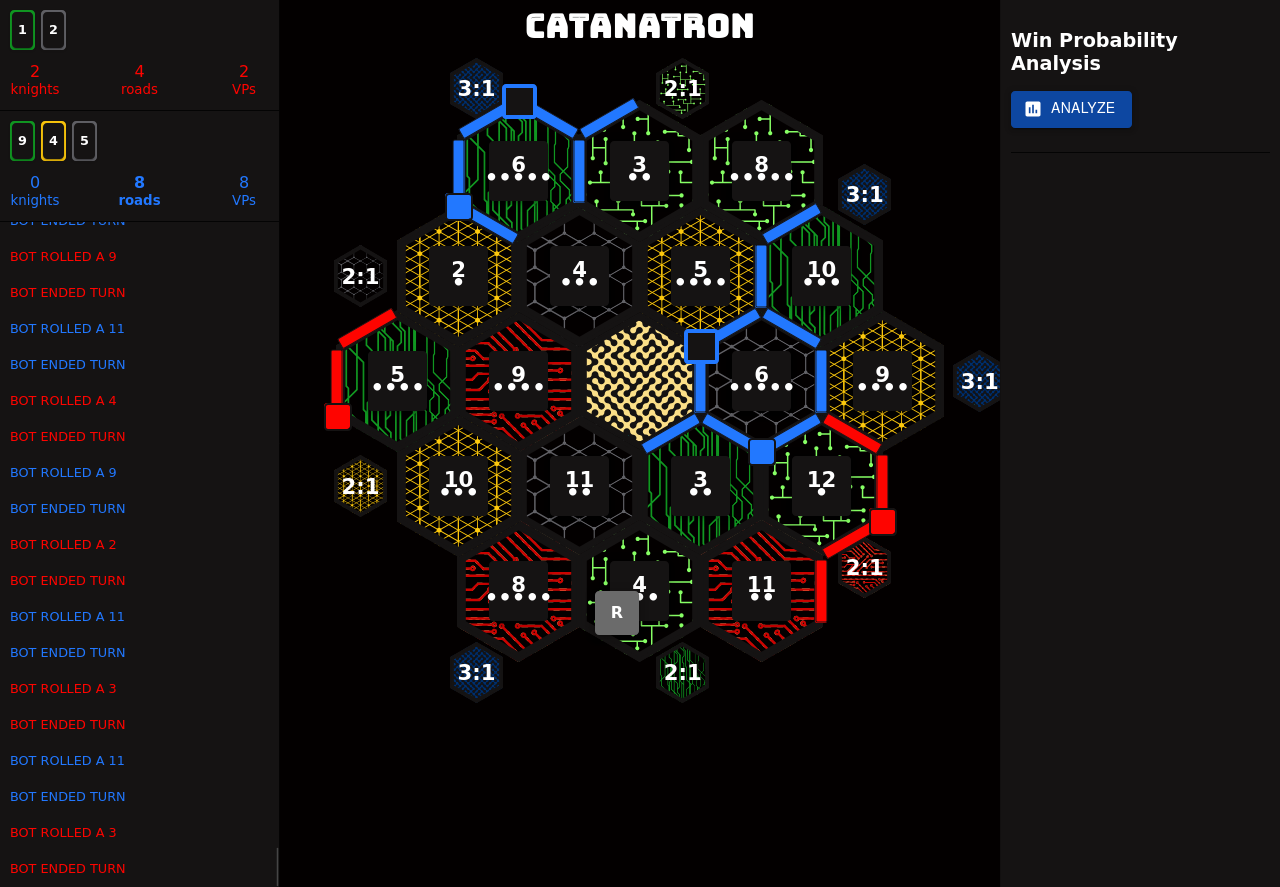 1 2
2 4 2
knights roads VPs
9 4 5
0 8 8
knights roads VPs
BOT ENDED TURN
BOT ROLLED A 9
BOT ENDED TURN
BOT ROLLED A 11
BOT ENDED TURN
BOT ROLLED A 4
BOT ENDED TURN
BOT ROLLED A 9
BOT ENDED TURN
BOT ROLLED A 2
BOT ENDED TURN
BOT ROLLED A 11
BOT ENDED TURN
BOT ROLLED A 3
BOT ENDED TURN
BOT ROLLED A 11
BOT ENDED TURN
BOT ROLLED A 3
BOT ENDED TURN
CATANATRON
3:1 2:1
6 3 8
3:1
2:1 2 4 5 10
5 9 6 9 3:1
2:1 10 11 3 12
8 4 11 2:1
R
3:1 2:1
Win Probability
Analysis
ANALYZE